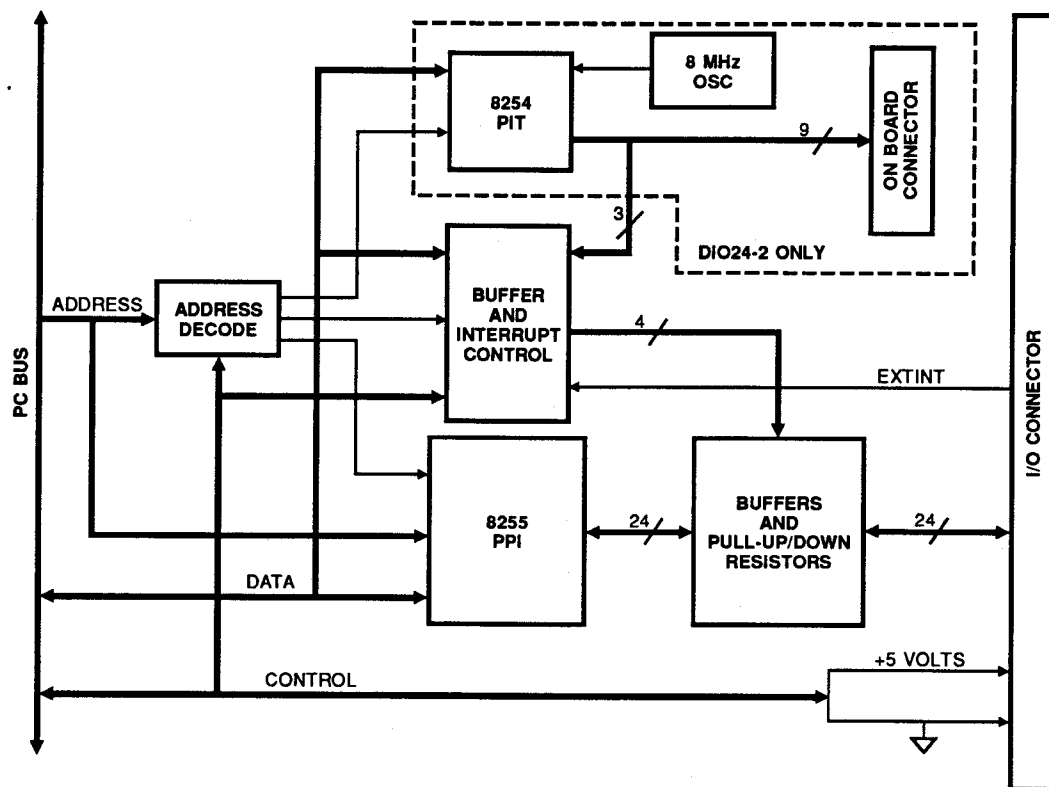 8 MHz
OSC
8254
PIT
9
ON BOARD
CONNECTOR
3
DIO24-2 ONLY
ADDRESS
ADDRESS
DECODE
BUFFER
AND
INTERRUPT
CONTROL
4
EXTINT
PC BUS
I/O CONNECTOR
8255
PPI
24
BUFFERS
AND
PULL-UP/DOWN
RESISTORS
24
DATA
+5 VOLTS
CONTROL